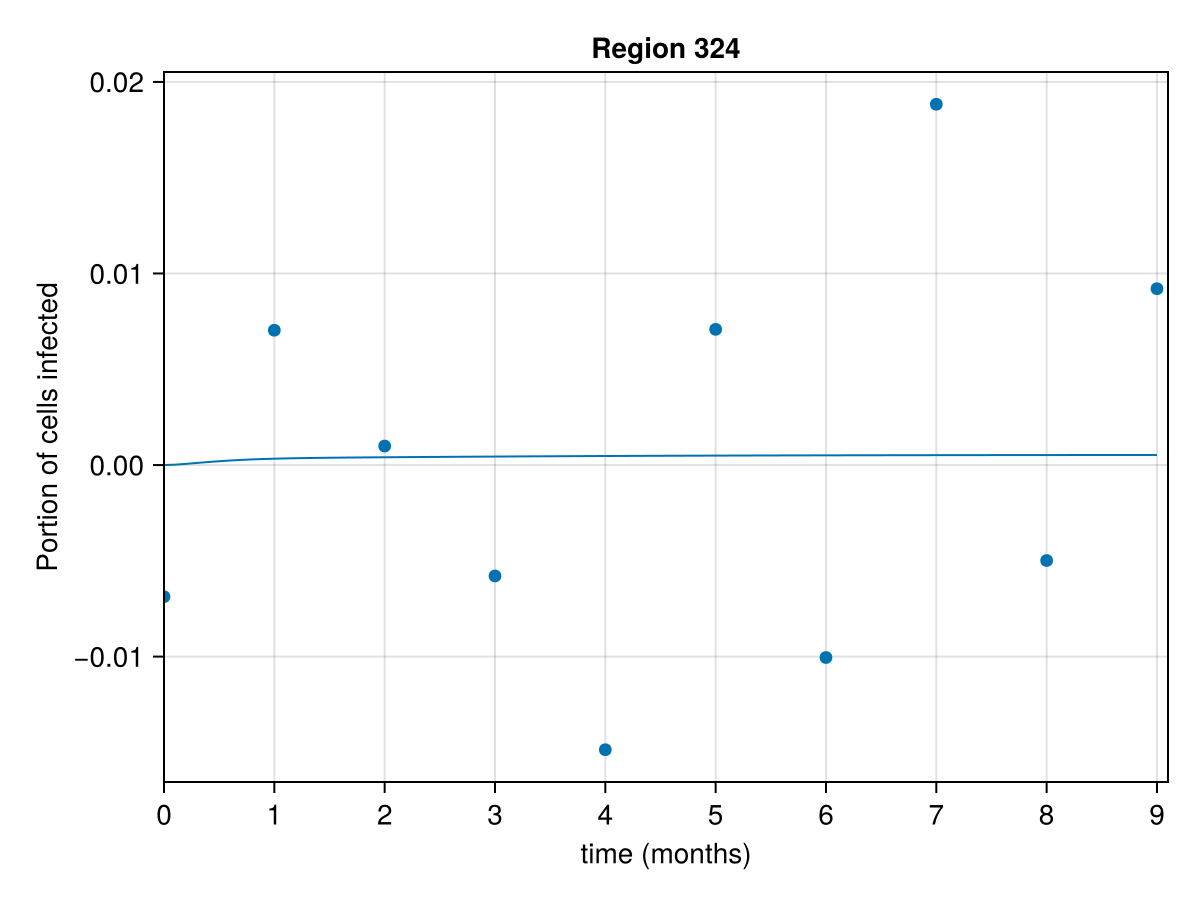 Region 324
0.02
0.01
0.00
−0.01
Portion of cells infected
0 1 2 3 4 5 6 7 8 9
time (months)